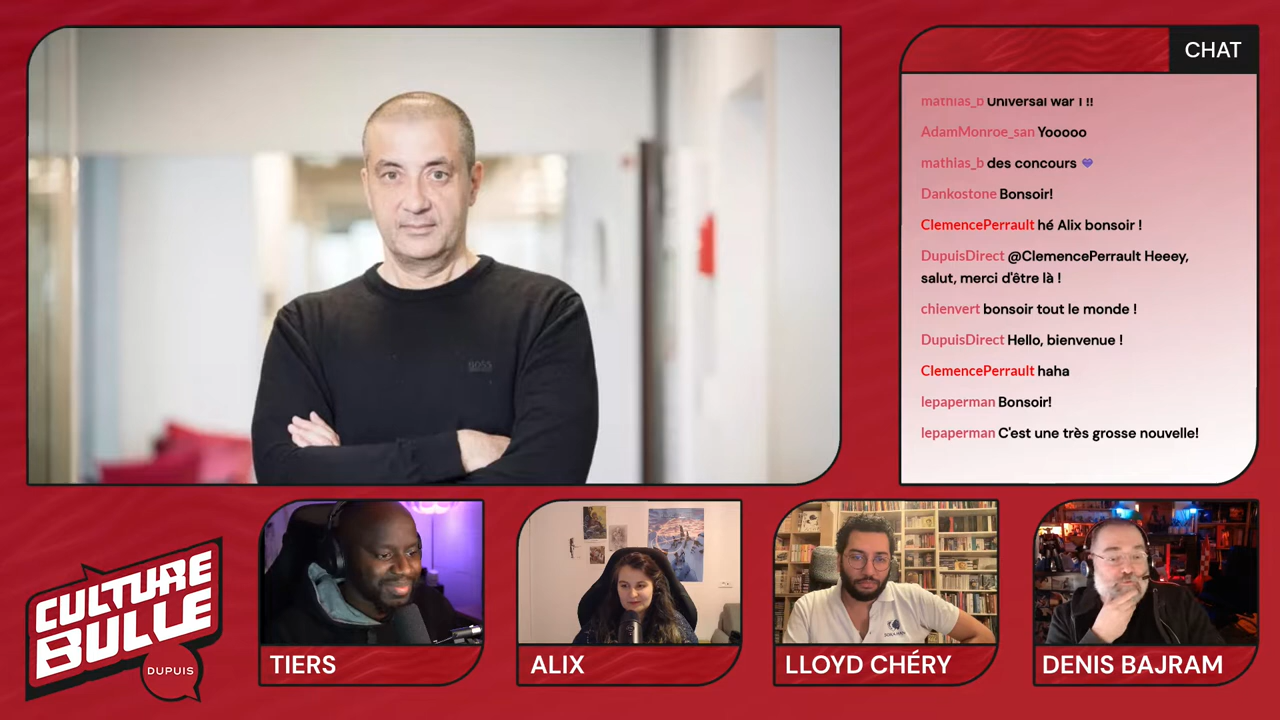 CHAT
mathias_b Universal war 1 !!
AdamMonroe_san Yooooo
mathias_b des concours 💜
Dankostone Bonsoir!
ClemencePerrault hé Alix bonsoir !
DupuisDirect @ClemencePerrault Heeey,
salut, merci d'être là !
chienvert bonsoir tout le monde !
DupuisDirect Hello, bienvenue !
ClemencePerrault haha
lepaperman Bonsoir!
lepaperman C'est une très grosse nouvelle!
BOSS
CULTURE
BULLE
DUPUIS
TIERS
ALIX
LLOYD CHÉRY
DENIS BAJRAM